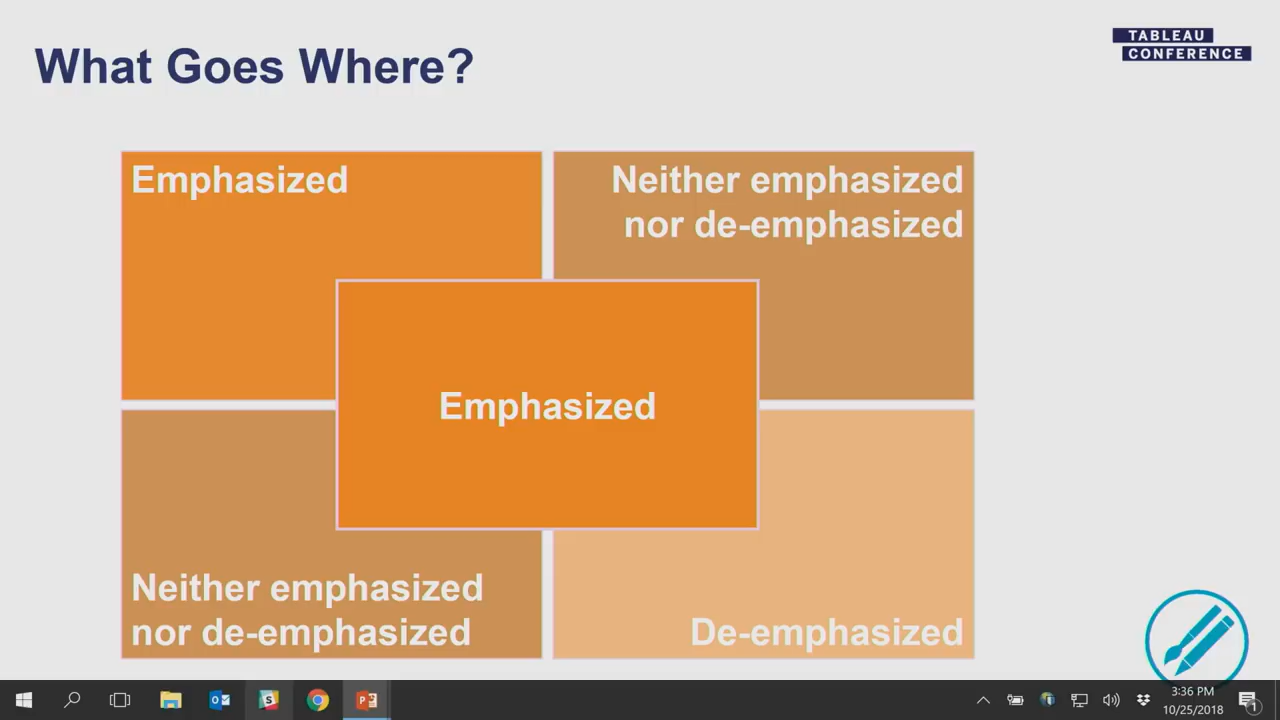 What Goes Where?
TABLEAU
CONFERENCE
Emphasized
Neither emphasized
nor de-emphasized
Emphasized
Neither emphasized
nor de-emphasized
De-emphasized
3:36 PM
10/25/2018
1